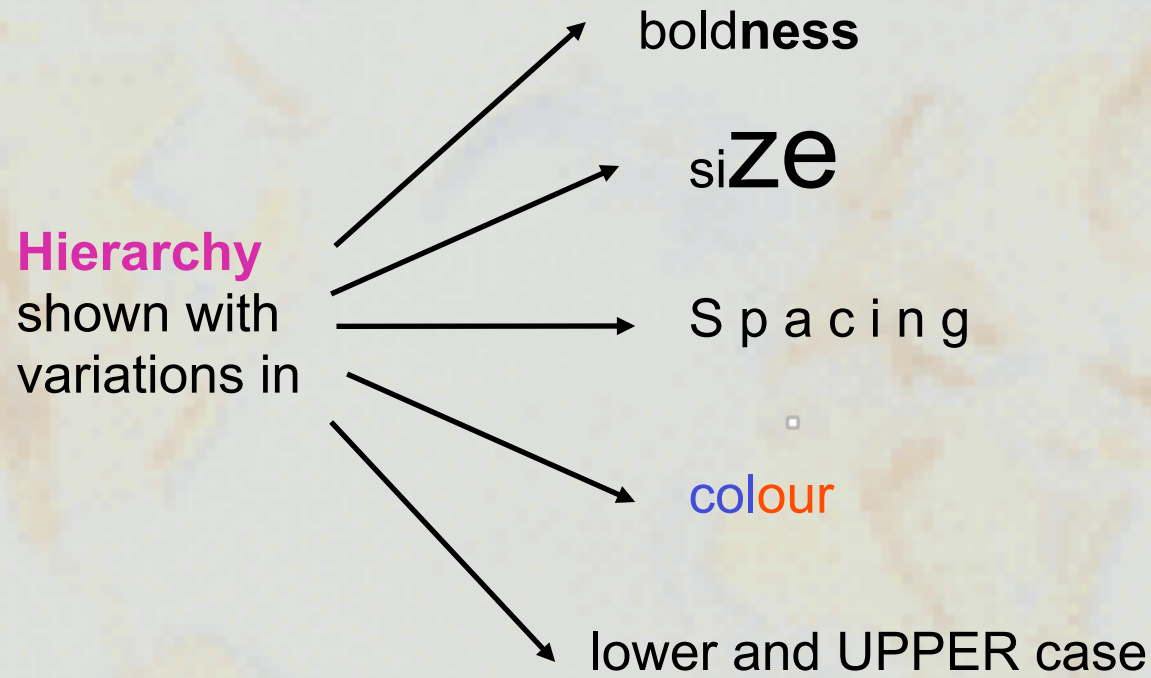 boldness
size
Hierarchy
shown with
variations in
S p a c i n g
colour
lower and UPPER case